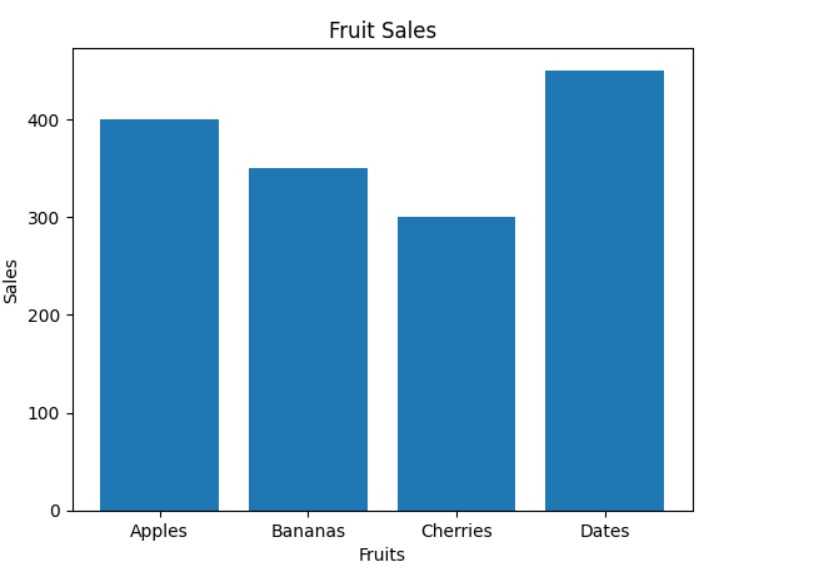 Fruit Sales
Sales
400
300
200
100
0
Apples Bananas Cherries Dates
Fruits